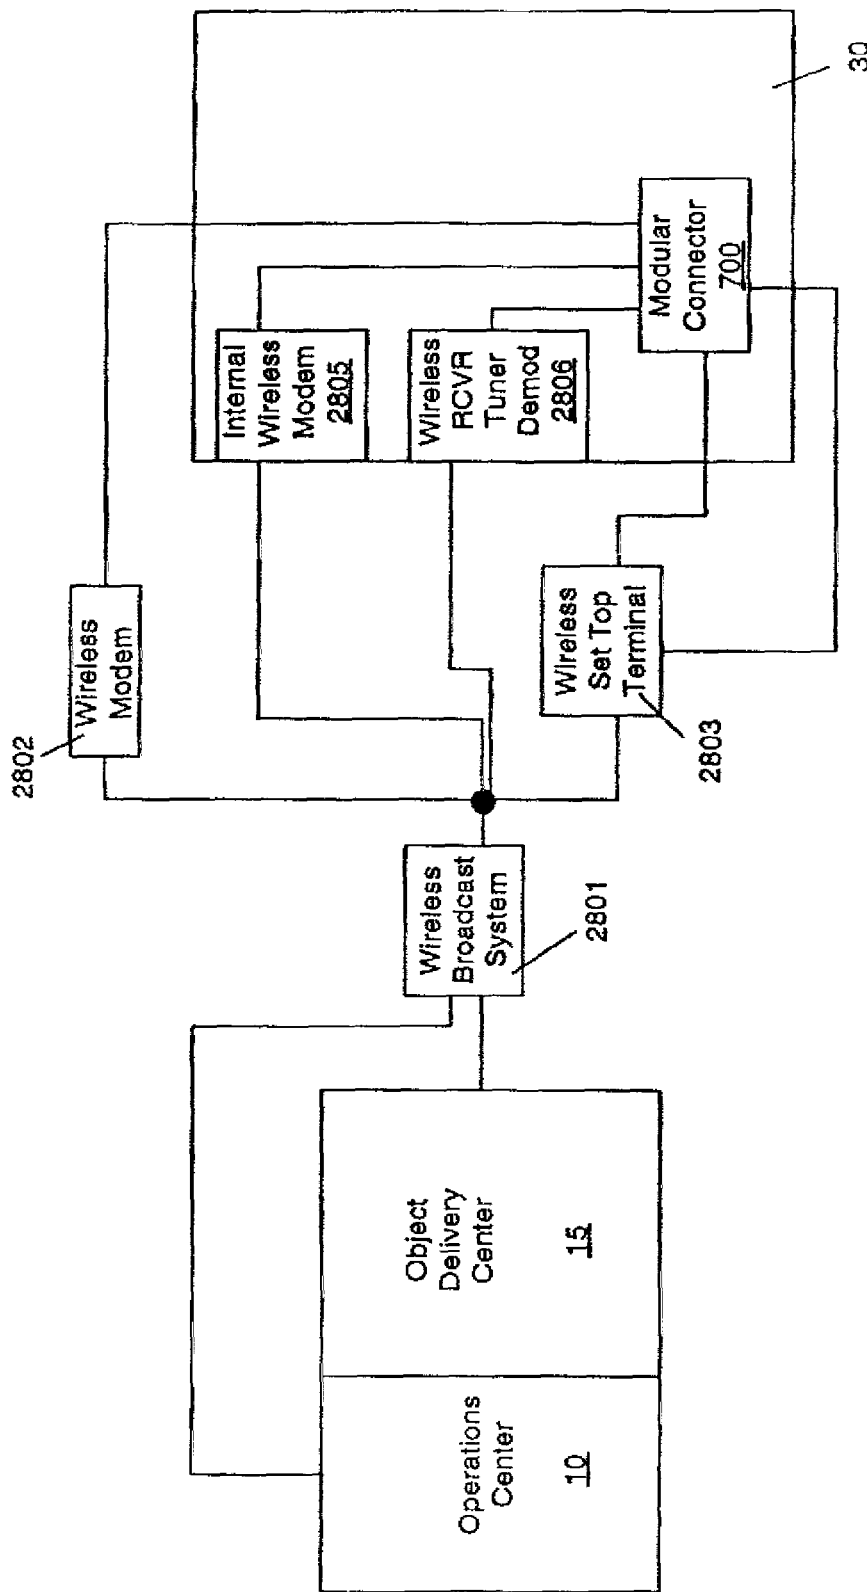 Operations
Center
10
Object
Delivery
Center
15
Wireless
Broadcast
System
2801
2802
Wireless
Modem
Wireless
Set Top
Terminal
2803
Internal
Wireless
Modem
2805
Wireless
RCVR
Tuner
Demod
2806
Modular
Connector
700
30